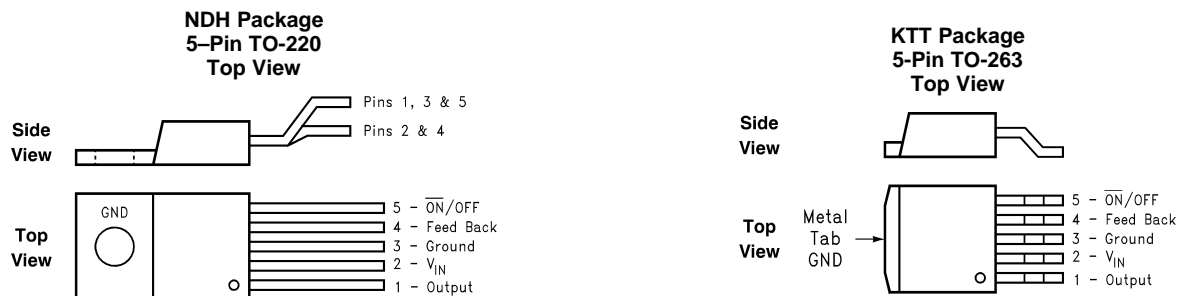 NDH Package
5–Pin TO-220
Top View
Side
View
Pins 1, 3 & 5
Pins 2 & 4
Top
View
GND
5 - O̅N̅/OFF
4 - Feed Back
3 - Ground
2 - VIN
1 - Output
KTT Package
5-Pin TO-263
Top View
Side
View
Top
View
Metal
Tab
GND
5 - O̅N̅/OFF
4 - Feed Back
3 - Ground
2 - VIN
1 - Output